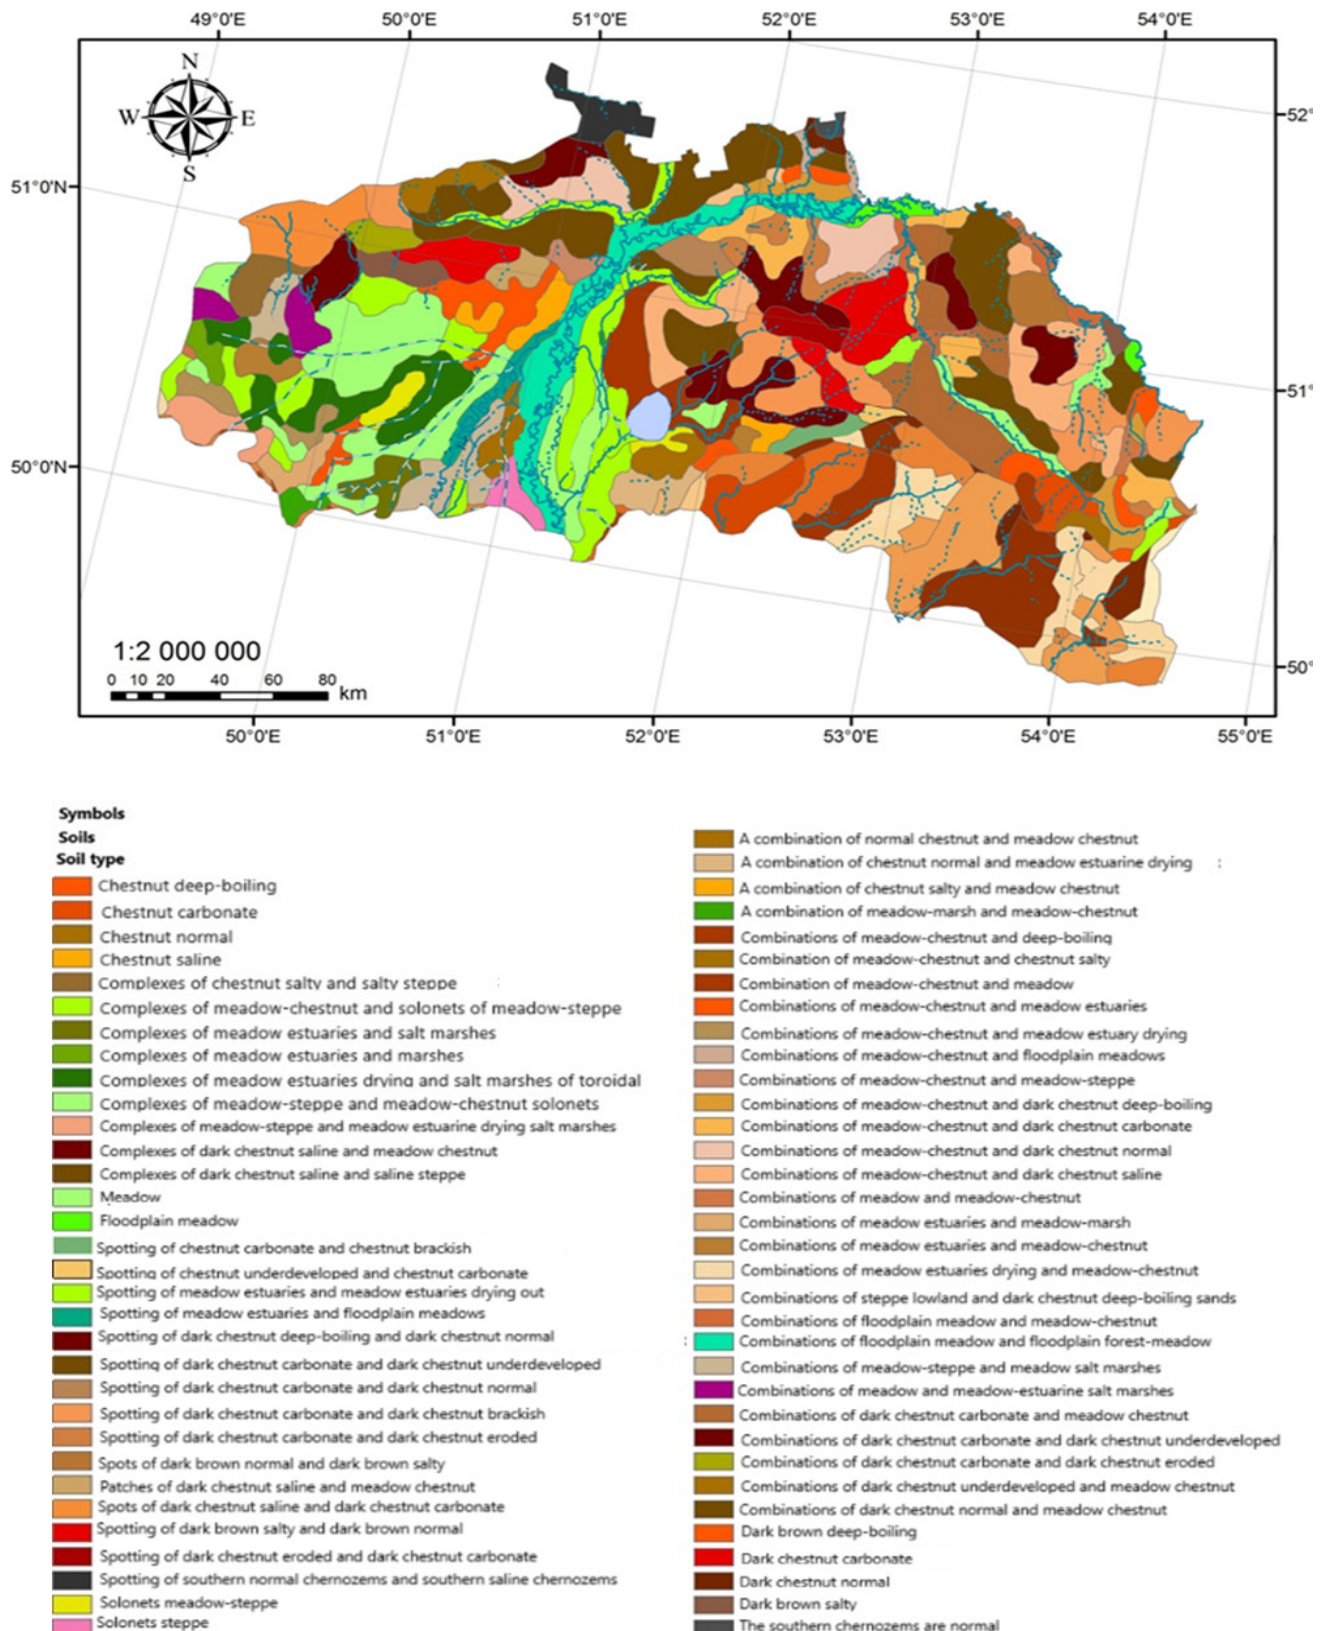 49°0'E 50°0'E 51°0'E 52°0'E 53°0'E 54°0'E
N
W E
S
52°
51°0'N
51°
50°0'N
50°
1:2 000 000
0 10 20 40 60 80
km
50°0'E 51°0'E 52°0'E 53°0'E 54°0'E 55°0'E
Symbols
Soils
Soil type
Chestnut deep-boiling
Chestnut carbonate
Chestnut normal
Chestnut saline
Complexes of chestnut salty and salty steppe
Complexes of meadow-chestnut and solonets of meadow-steppe
Complexes of meadow estuaries and salt marshes
Complexes of meadow estuaries and marshes
Complexes of meadow estuaries drying and salt marshes of toroidal
Complexes of meadow-steppe and meadow-chestnut solonets
Complexes of meadow-steppe and meadow estuarine drying salt marshes
Complexes of dark chestnut saline and meadow chestnut
Complexes of dark chestnut saline and saline steppe
Meadow
Floodplain meadow
Spotting of chestnut carbonate and chestnut brackish
Spotting of chestnut underdeveloped and chestnut carbonate
Spotting of meadow estuaries and meadow estuaries drying out
Spotting of meadow estuaries and floodplain meadows
Spotting of dark chestnut deep-boiling and dark chestnut normal
Spotting of dark chestnut carbonate and dark chestnut underdeveloped
Spotting of dark chestnut carbonate and dark chestnut normal
Spotting of dark chestnut carbonate and dark chestnut brackish
Spotting of dark chestnut carbonate and dark chestnut eroded
Spots of dark brown normal and dark brown salty
Patches of dark chestnut saline and meadow chestnut
Spots of dark chestnut saline and dark chestnut carbonate
Spotting of dark brown salty and dark brown normal
Spotting of dark chestnut eroded and dark chestnut carbonate
Spotting of southern normal chernozems and southern saline chernozems
Solonets meadow-steppe
Solonets steppe
A combination of normal chestnut and meadow chestnut
A combination of chestnut normal and meadow estuarine drying
A combination of chestnut salty and meadow chestnut
A combination of meadow-marsh and meadow-chestnut
Combinations of meadow-chestnut and deep-boiling
Combination of meadow-chestnut and chestnut salty
Combination of meadow-chestnut and meadow
Combinations of meadow-chestnut and meadow estuaries
Combinations of meadow-chestnut and meadow estuary drying
Combinations of meadow-chestnut and floodplain meadows
Combinations of meadow-chestnut and meadow-steppe
Combinations of meadow-chestnut and dark chestnut deep-boiling
Combinations of meadow-chestnut and dark chestnut carbonate
Combinations of meadow-chestnut and dark chestnut normal
Combinations of meadow-chestnut and dark chestnut saline
Combinations of meadow and meadow-chestnut
Combinations of meadow estuaries and meadow-marsh
Combinations of meadow estuaries and meadow-chestnut
Combinations of meadow estuaries drying and meadow-chestnut
Combinations of steppe lowland and dark chestnut deep-boiling sands
Combinations of floodplain meadow and meadow-chestnut
Combinations of floodplain meadow and floodplain forest-meadow
Combinations of meadow-steppe and meadow salt marshes
Combinations of meadow and meadow-estuarine salt marshes
Combinations of dark chestnut carbonate and meadow chestnut
Combinations of dark chestnut carbonate and dark chestnut underdeveloped
Combinations of dark chestnut carbonate and dark chestnut eroded
Combinations of dark chestnut underdeveloped and meadow chestnut
Combinations of dark chestnut normal and meadow chestnut
Dark brown deep-boiling
Dark chestnut carbonate
Dark chestnut normal
Dark brown salty
The southern chernozems are normal